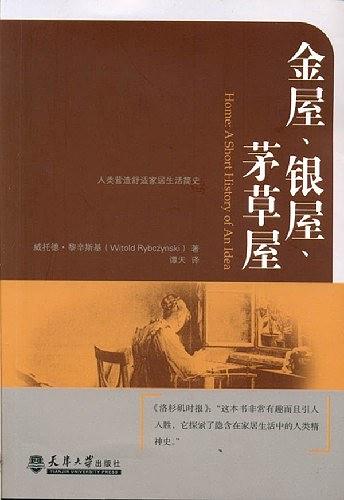 金屋、银屋、
茅草屋
Home: A Short History of An Idea
人类营造舒适家居生活简史
威托德·黎辛斯基（Witold Rybczynski）著
谭天 译
《洛杉矶时报》：“这本书非常有趣而且引人
入胜，它探索了隐含在家居生活中的人类精
神史。”
天津大学出版社
TIANJIN UNIVERSITY PRESS